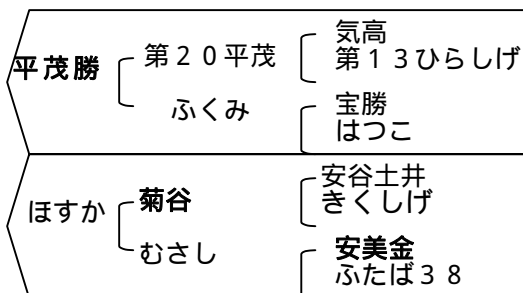 気高
第２０平茂
第１３ひらしげ
平茂勝
宝勝
ふくみ
はつこ
安谷土井
菊谷
きくしげ
ほすか
安美金
むさし
ふたば３８